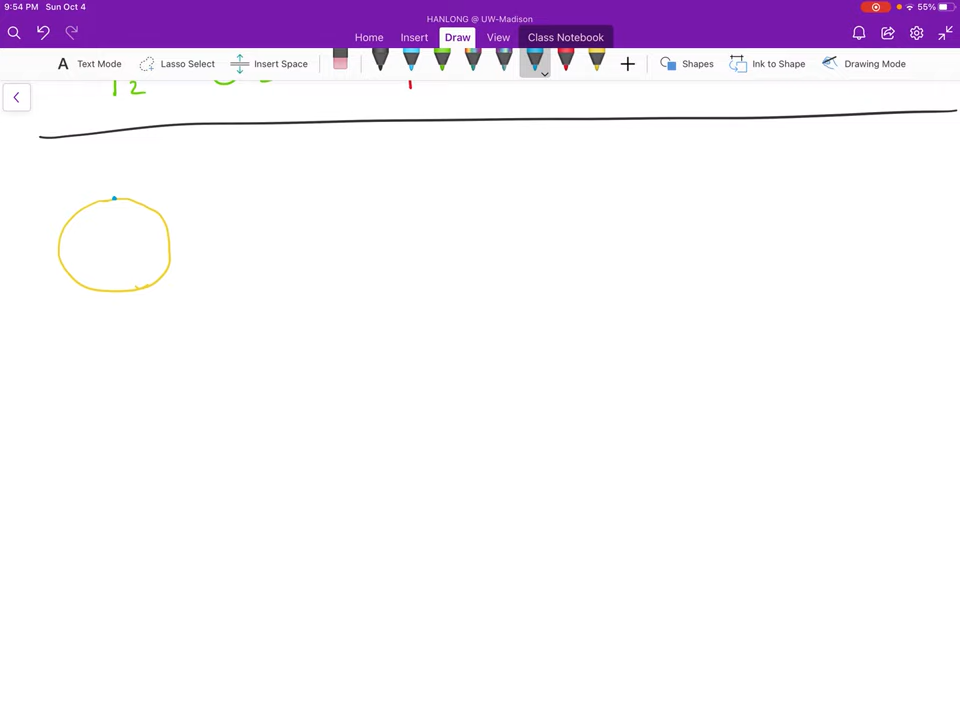 9:54 PM Sun Oct 4
55%
HANLONG @ UW-Madison
Home Insert Draw View Class Notebook
A Text Mode Lasso Select Insert Space Shapes Ink to Shape Drawing Mode